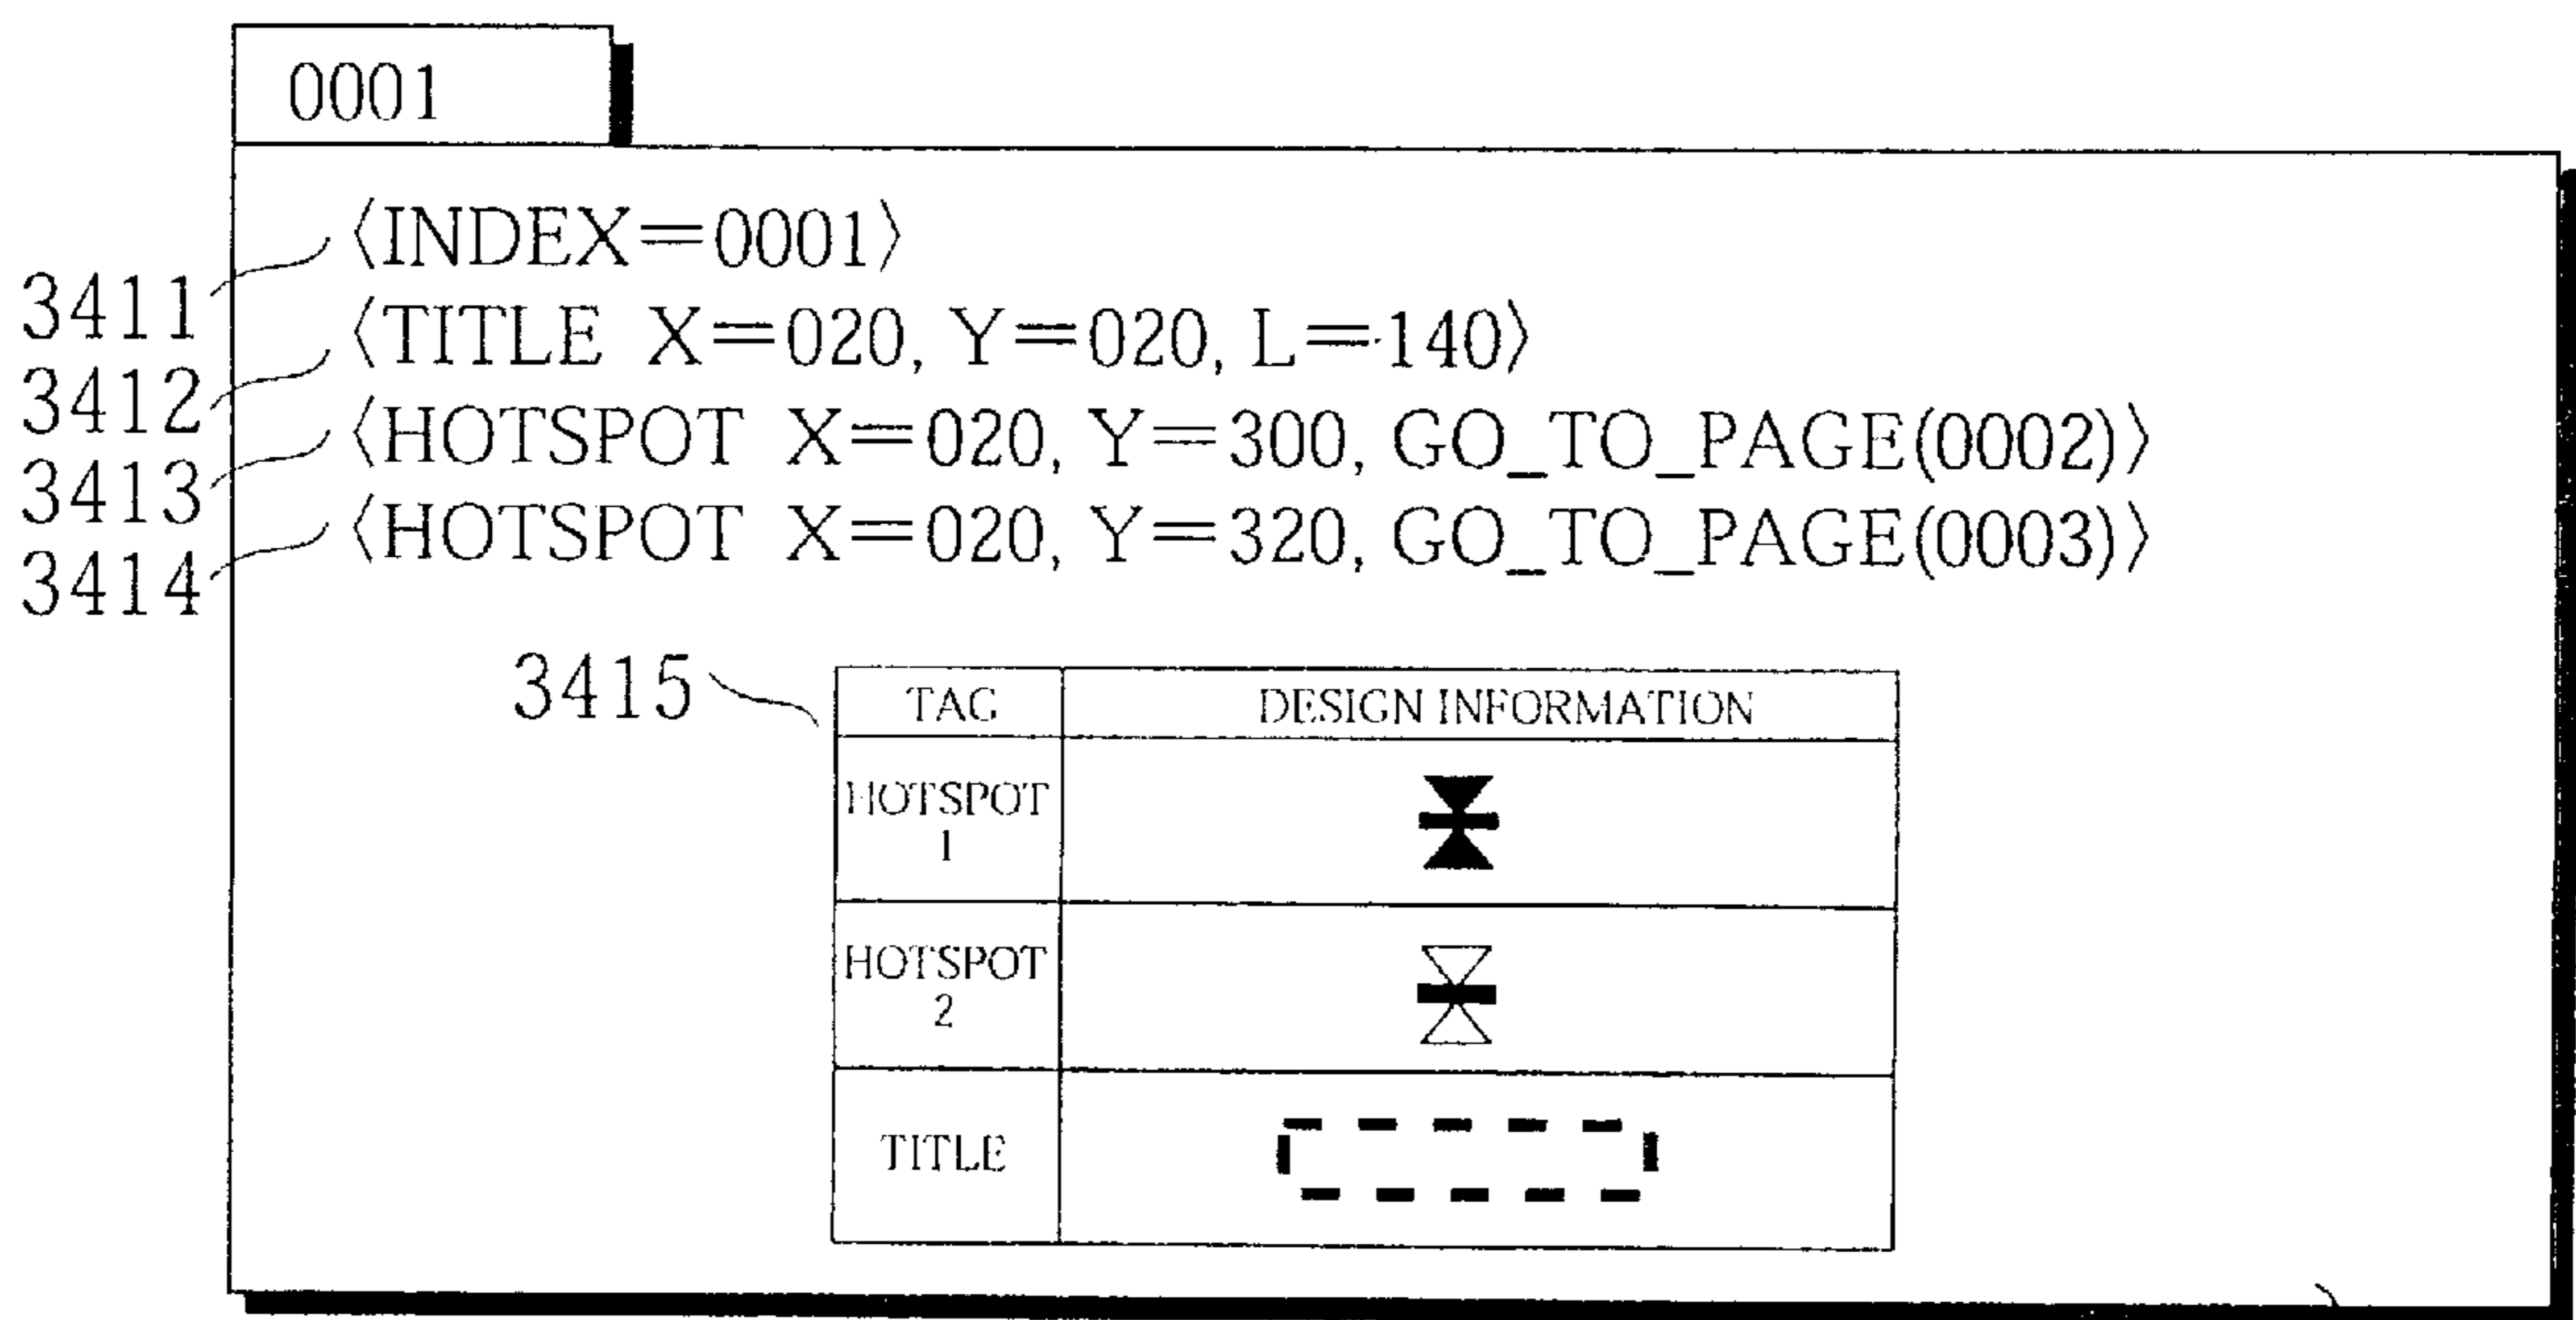 0001
3411 〈INDEX=0001〉
3412 〈TITLE X=020, Y=020, L=140〉
3413 〈HOTSPOT X=020, Y=300, GO_TO_PAGE(0002)〉
3414 〈HOTSPOT X=020, Y=320, GO_TO_PAGE(0003)〉
3415
TAG DESIGN INFORMATION
HOTSPOT
1
HOTSPOT
2
TITLE